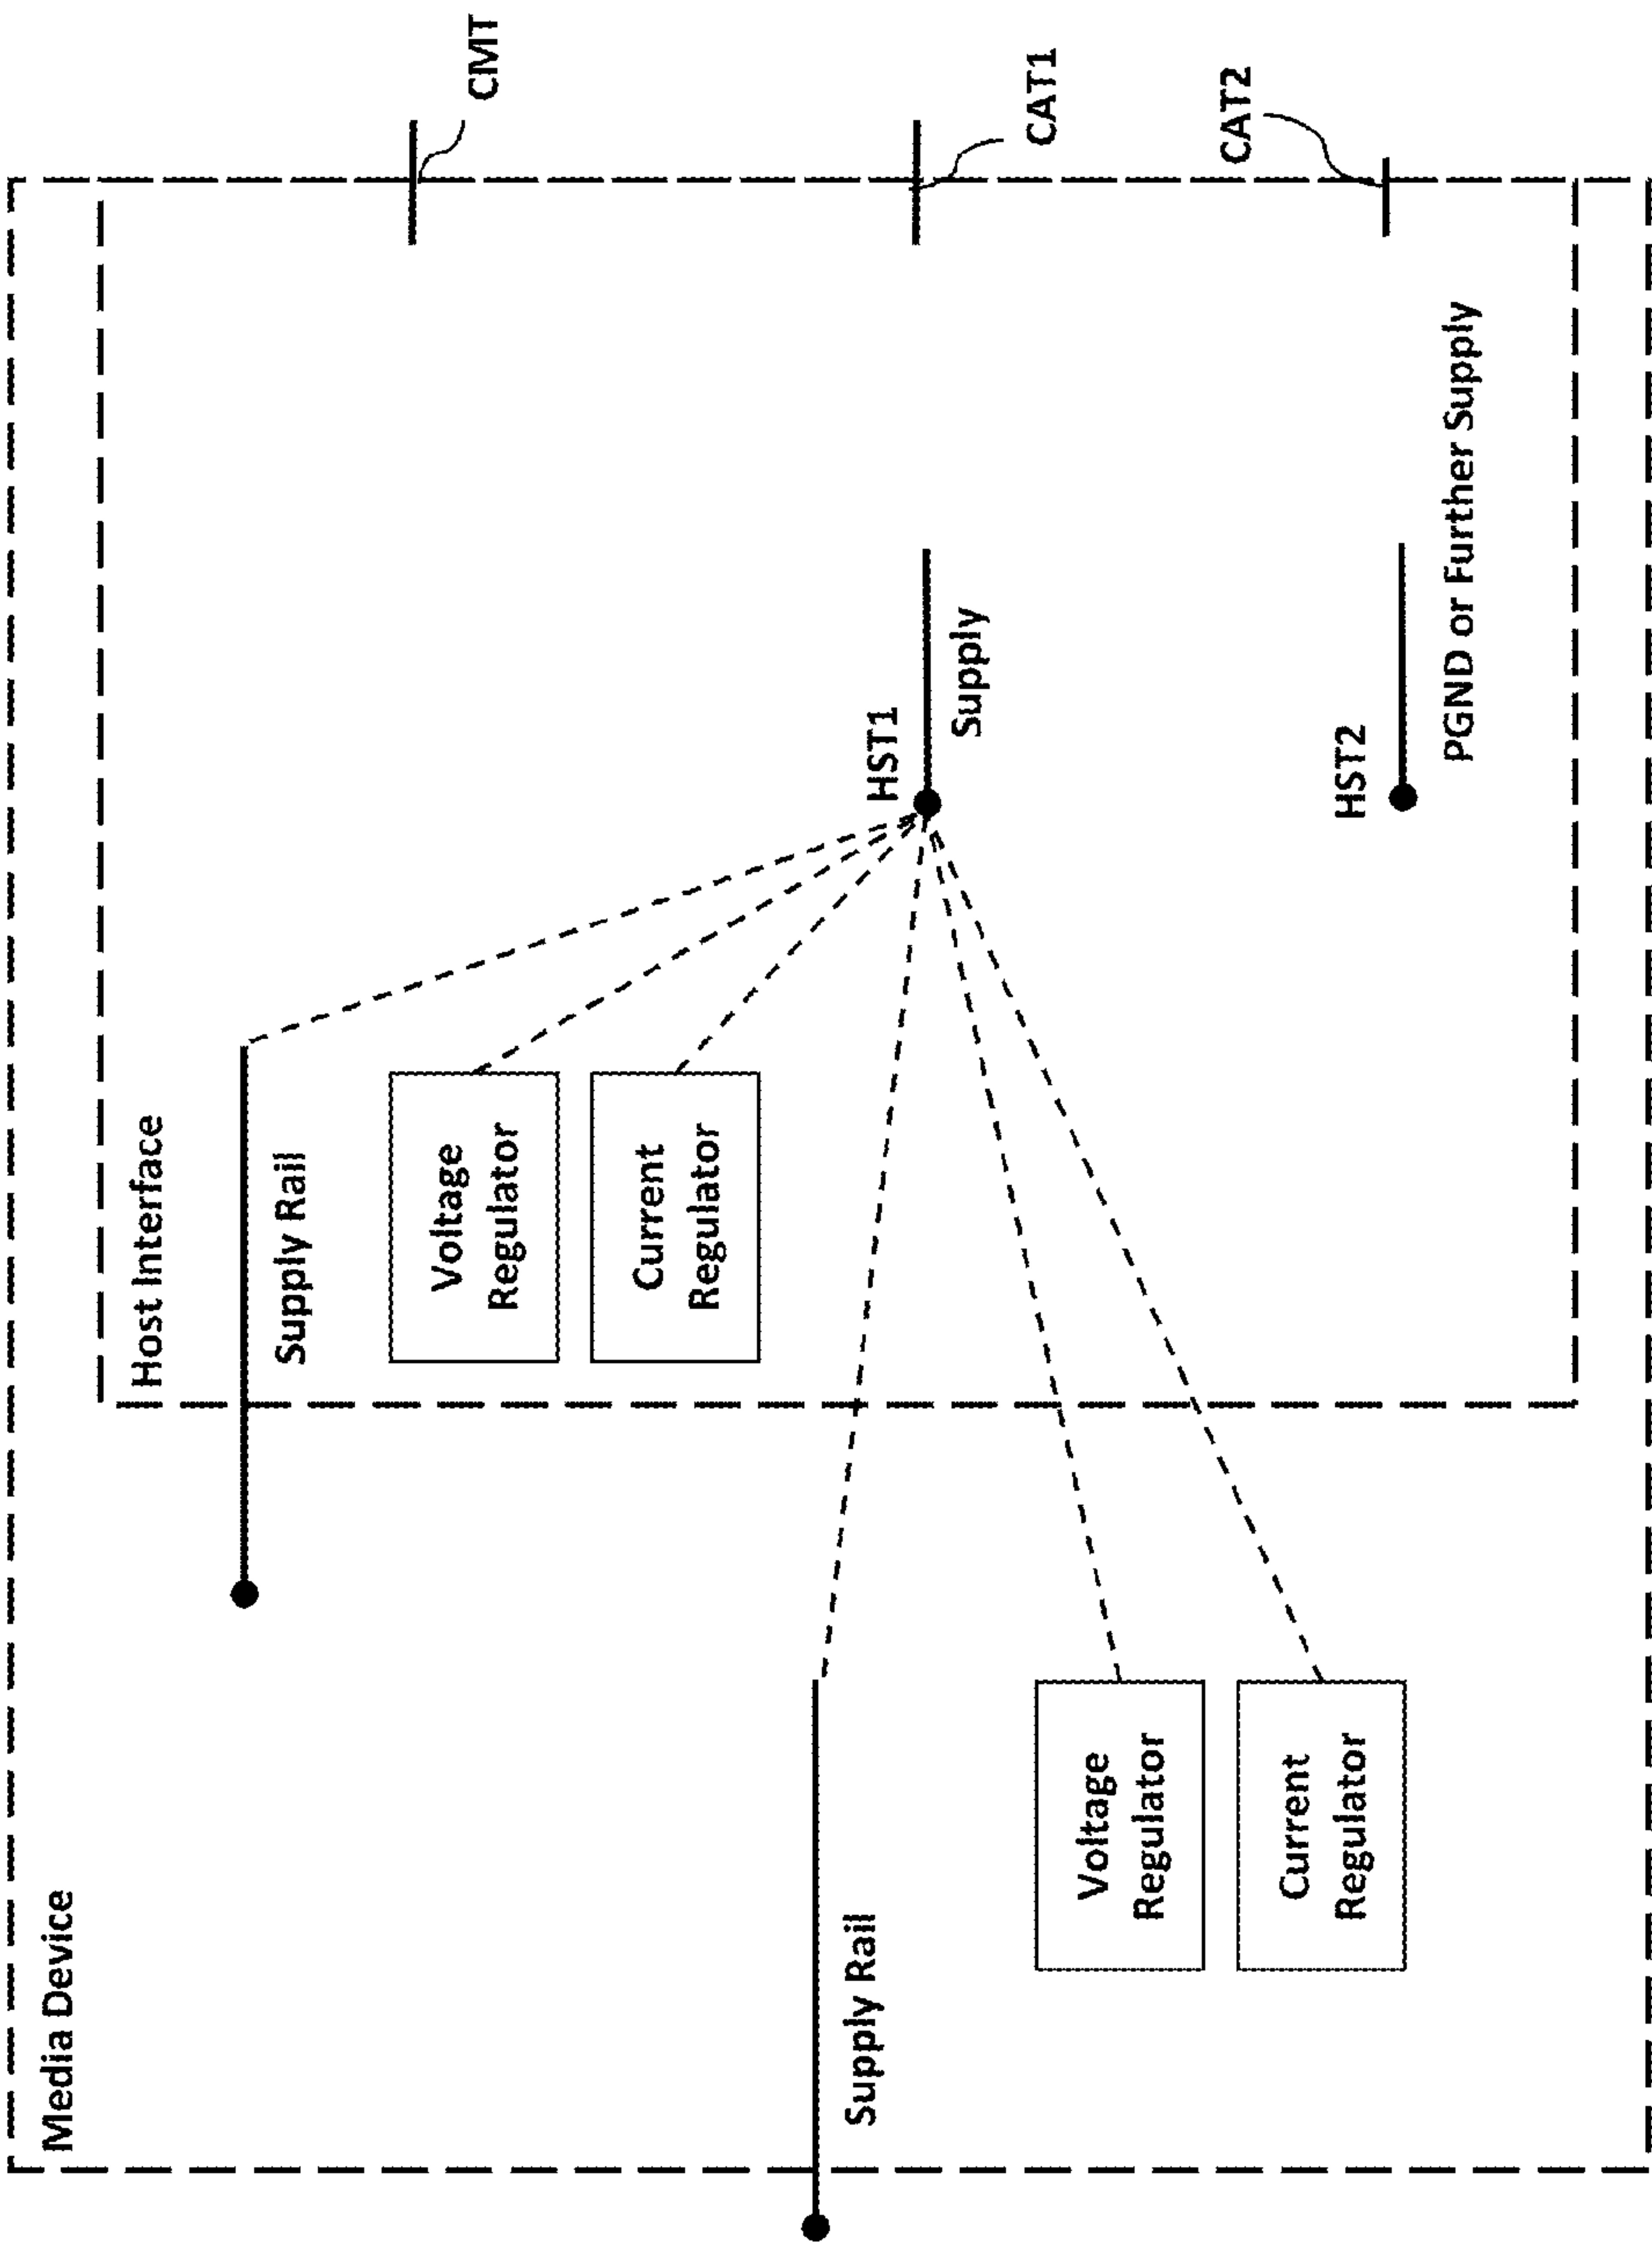 Media Device
Host Interface
Supply Rail
Voltage
Regulator
Current
Regulator
CMT
Supply Rail
HST1
Supply
CAT1
Voltage
Regulator
Current
Regulator
CAT2
HST2
PGND or Further Supply